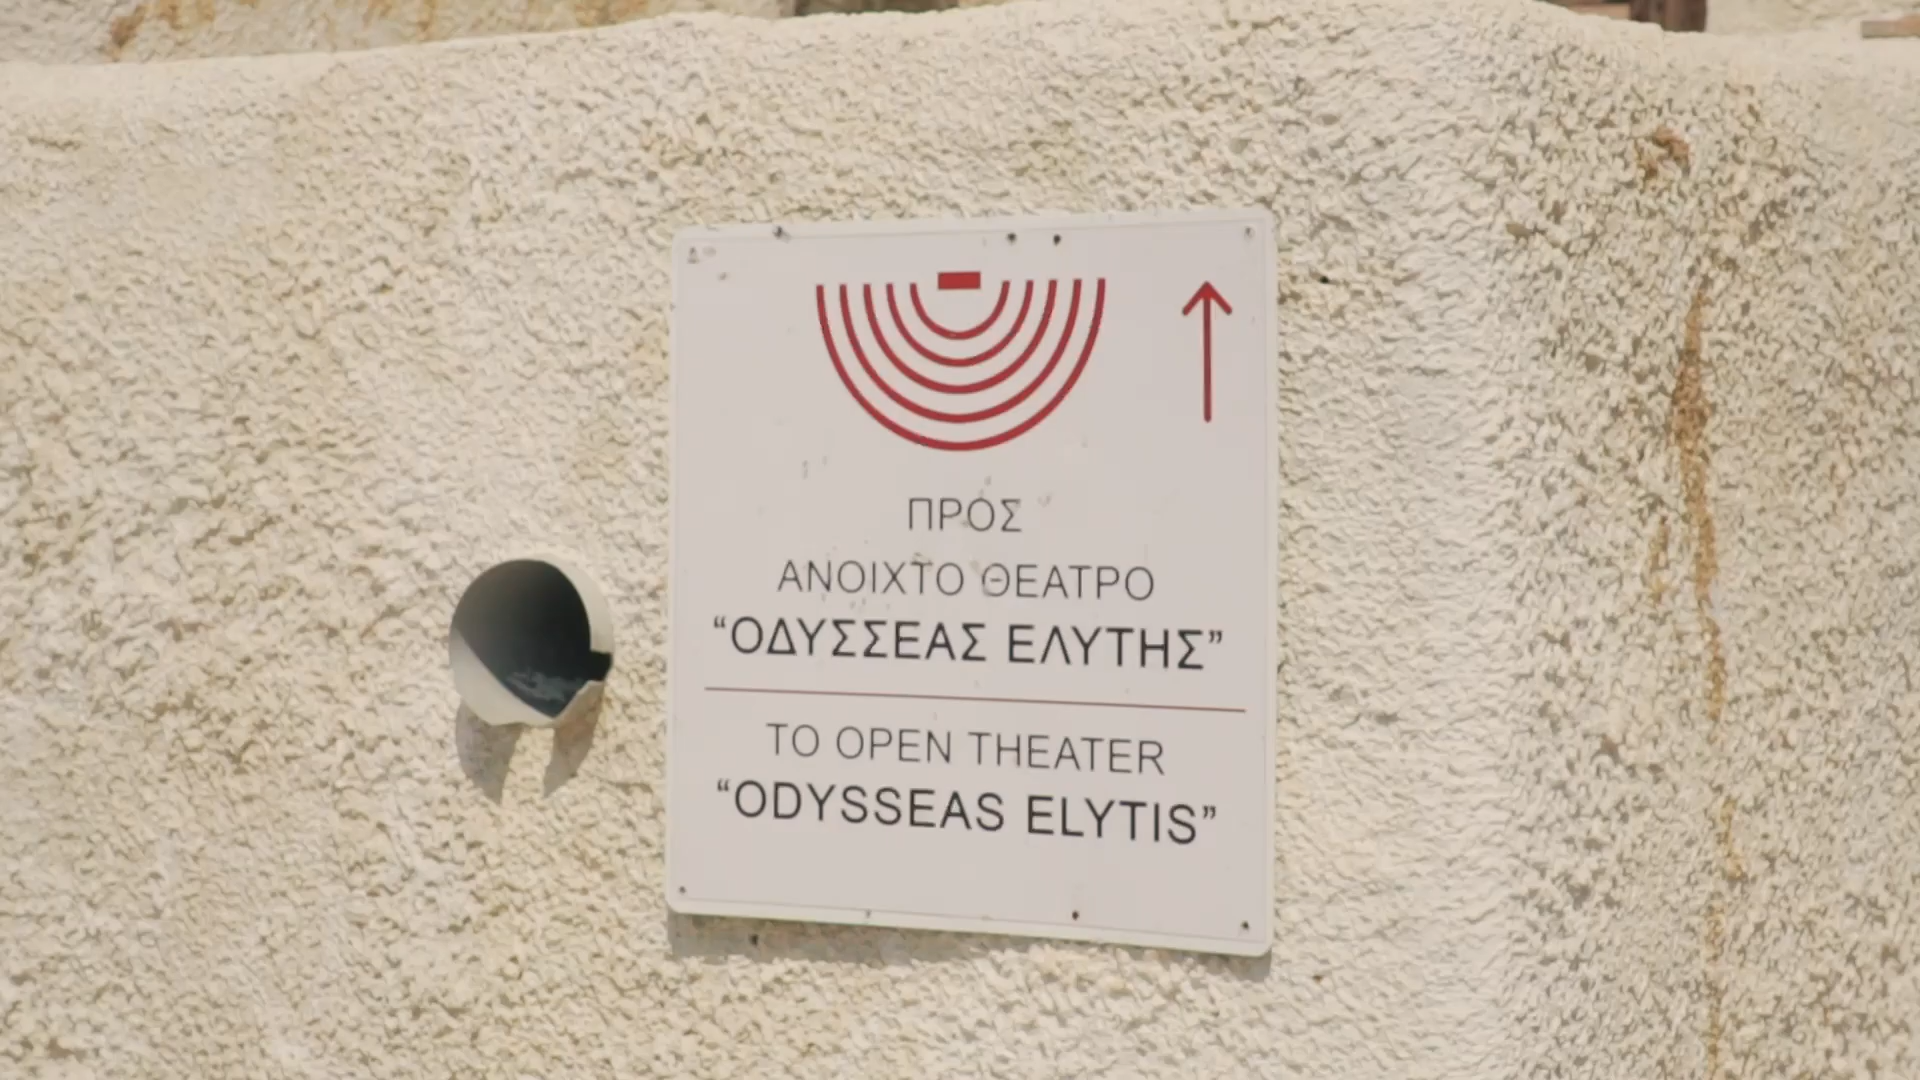 ΠΡΟΣ
ΑΝΟΙΧΤΟ ΘΕΑΤΡΟ
“ΟΔΥΣΣΕΑΣ ΕΛΥΤΗΣ”
TO OPEN THEATER
“ODYSSEAS ELYTIS”